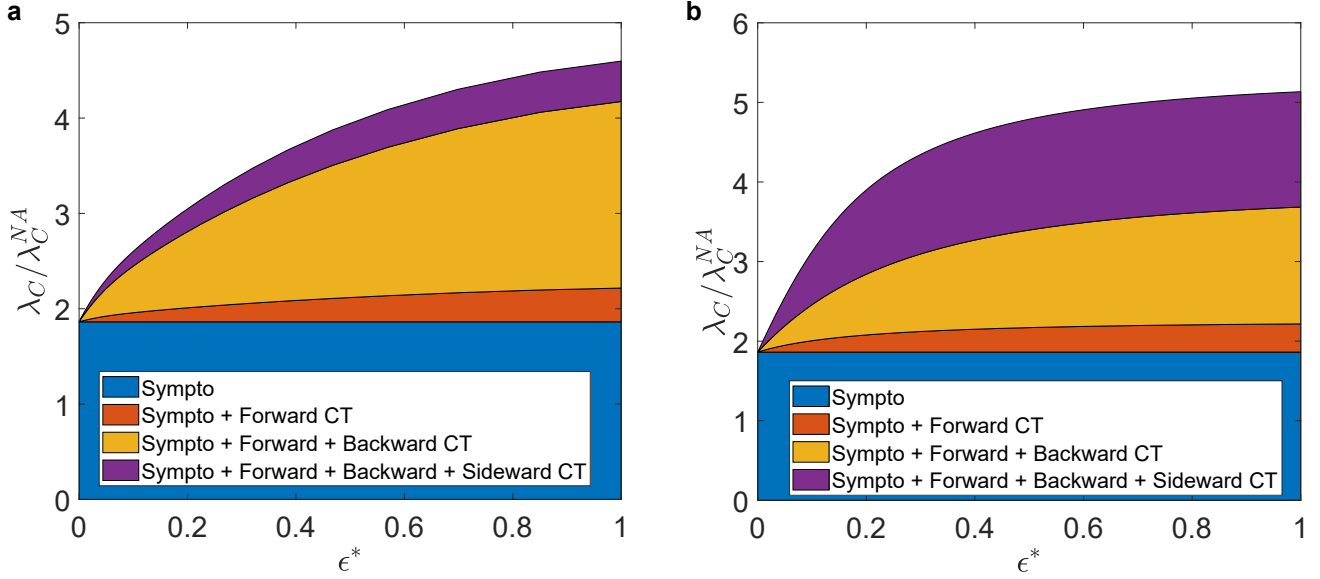 a
5
4
3
2
1
0
λ_C/λ_C^{NA}
Sympto
Sympto + Forward CT
Sympto + Forward + Backward CT
Sympto + Forward + Backward + Sideward CT
0 0.2 0.4 0.6 0.8 1
ϵ*
b
6
5
4
3
2
1
0
λ_C/λ_C^{NA}
Sympto
Sympto + Forward CT
Sympto + Forward + Backward CT
Sympto + Forward + Backward + Sideward CT
0 0.2 0.4 0.6 0.8 1
ϵ*